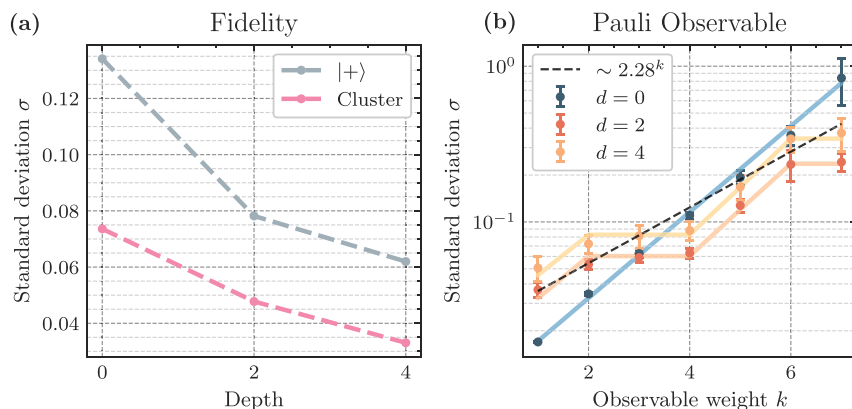 (a) Fidelity
|+⟩
Cluster
0.12
0.10
0.08
0.06
0.04
Standard deviation σ
0 2 4
Depth
(b) Pauli Observable
∼ 2.28^k
d = 0
d = 2
d = 4
10^0
10^−1
Standard deviation σ
2 4 6
Observable weight k